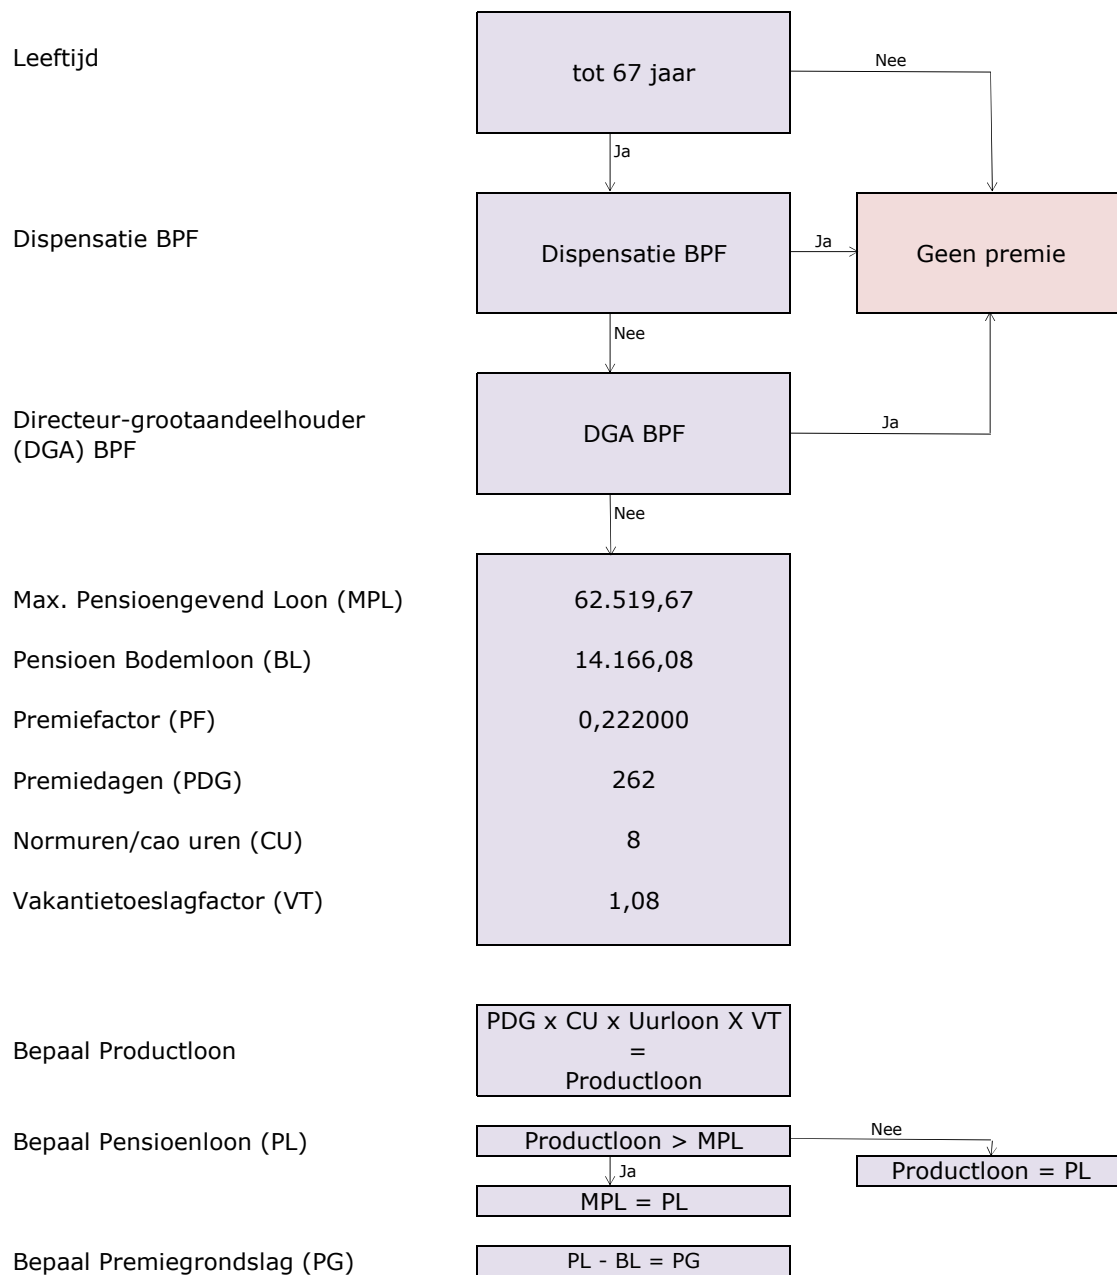 Leeftijd
tot 67 jaar
Nee
Ja
Dispensatie BPF
Dispensatie BPF
Ja
Geen premie
Nee
Directeur-grootaandeelhouder
(DGA) BPF
DGA BPF
Ja
Nee
Max. Pensioengevend Loon (MPL)
62.519,67
Pensioen Bodemloon (BL)
14.166,08
Premiefactor (PF)
0,222000
Premiedagen (PDG)
262
Normuren/cao uren (CU)
8
Vakantietoeslagfactor (VT)
1,08
Bepaal Productloon
PDG x CU x Uurloon X VT
=
Productloon
Bepaal Pensioenloon (PL)
Productloon > MPL
Nee
Productloon = PL
Ja
MPL = PL
Bepaal Premiegrondslag (PG)
PL - BL = PG